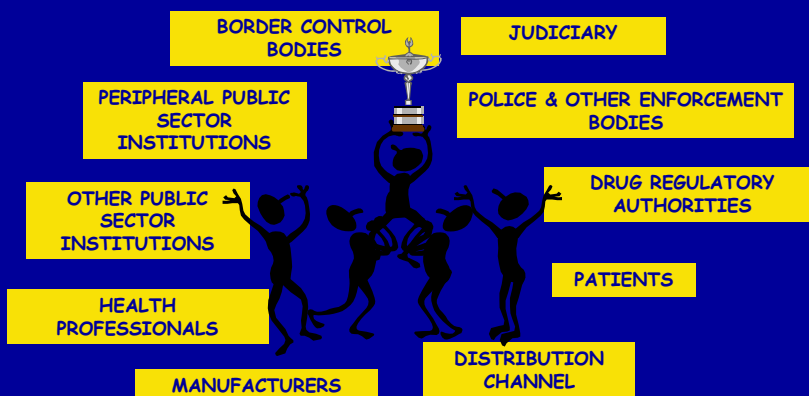 BORDER CONTROL
BODIES
JUDICIARY
PERIPHERAL PUBLIC
SECTOR
INSTITUTIONS
POLICE & OTHER ENFORCEMENT
BODIES
OTHER PUBLIC
SECTOR
INSTITUTIONS
DRUG REGULATORY
AUTHORITIES
PATIENTS
HEALTH
PROFESSIONALS
DISTRIBUTION
CHANNEL
MANUFACTURERS